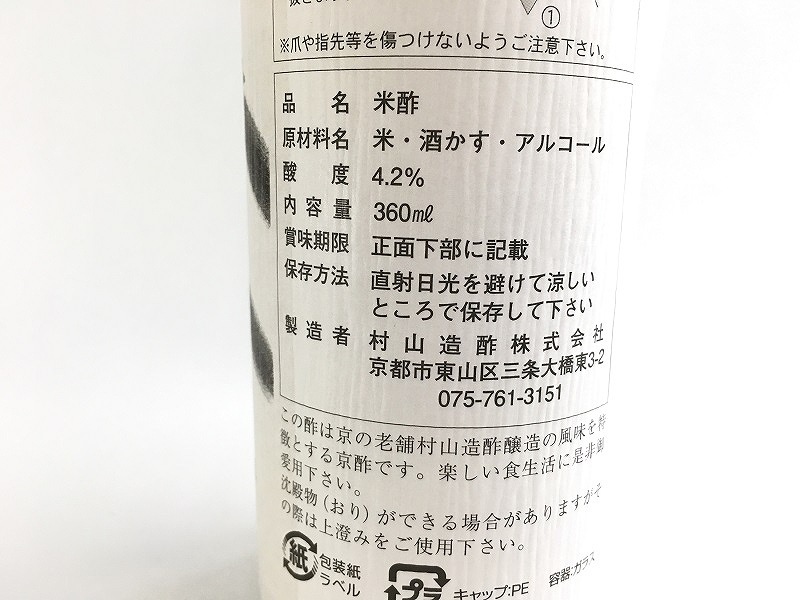 ①
※爪や指先等を傷つけないようご注意下さい。
品名 米酢
原材料名 米・酒かす・アルコール
酸度 4.2%
内容量 360㎖
賞味期限 正面下部に記載
保存方法 直射日光を避けて涼しい
ところで保存して下さい
製造者 村山造酢株式会社
京都市東山区三条大橋東3-2
075-761-3151
この酢は京の老舗村山造酢醸造の風味を特
徴とする京酢です。楽しい食生活に是非御
愛用下さい。
沈殿物（おり）ができる場合がありますがそ
の際は上澄みをご使用下さい。
紙 包装紙
ラベル
プラ キャップ:PE
容器:ガラス